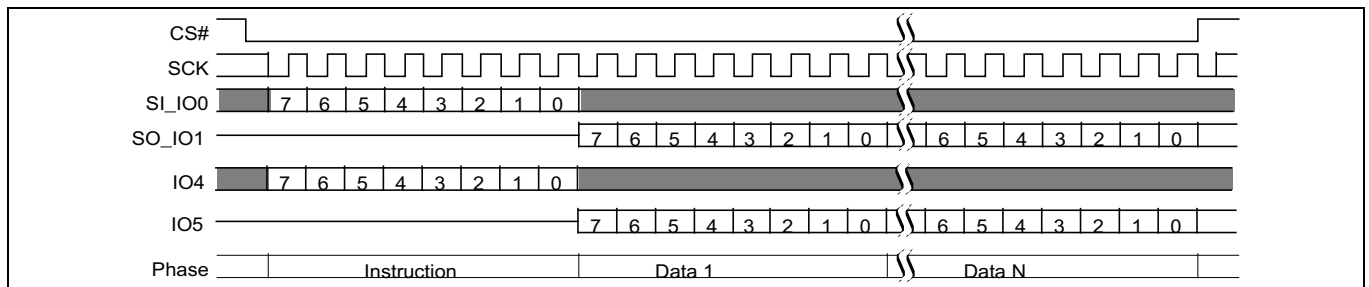 CS#
SCK
SI_IO0 7 6 5 4 3 2 1 0
SO_IO1 7 6 5 4 3 2 1 0 6 5 4 3 2 1 0
IO4 7 6 5 4 3 2 1 0
IO5 7 6 5 4 3 2 1 0 6 5 4 3 2 1 0
Phase Instruction Data 1 Data N